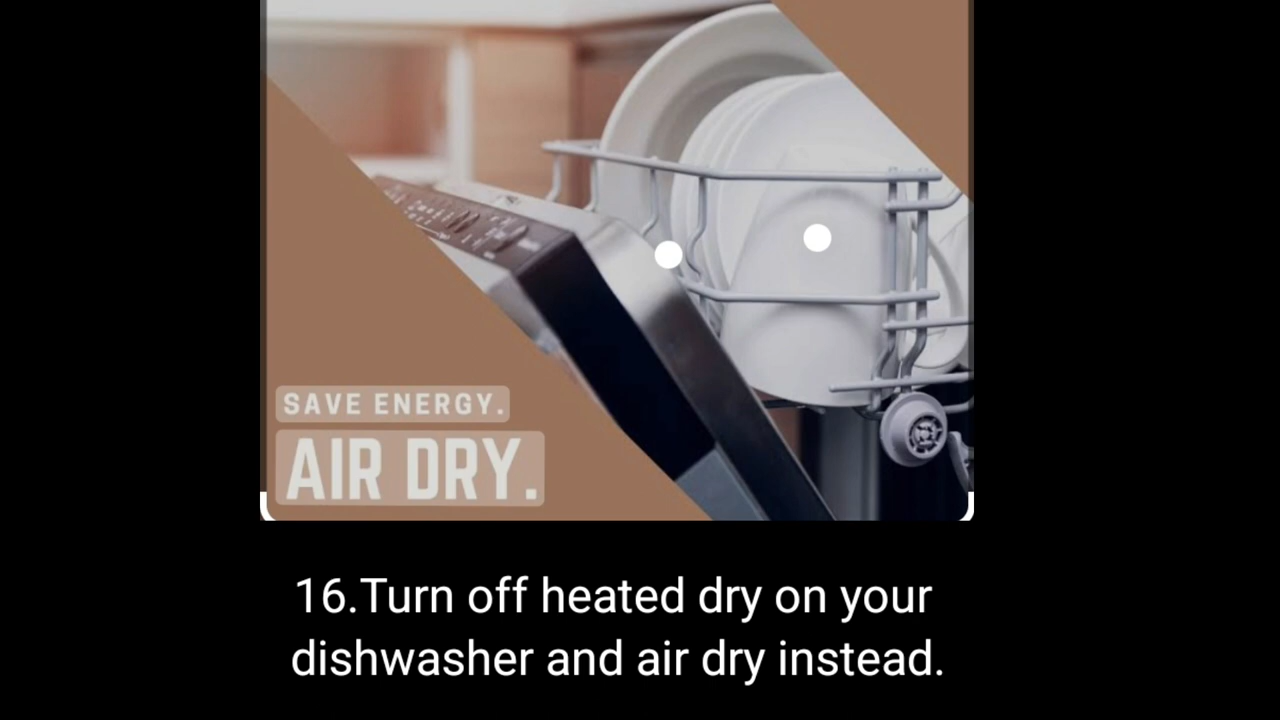 SAVE ENERGY.
AIR DRY.
16.Turn off heated dry on your
dishwasher and air dry instead.